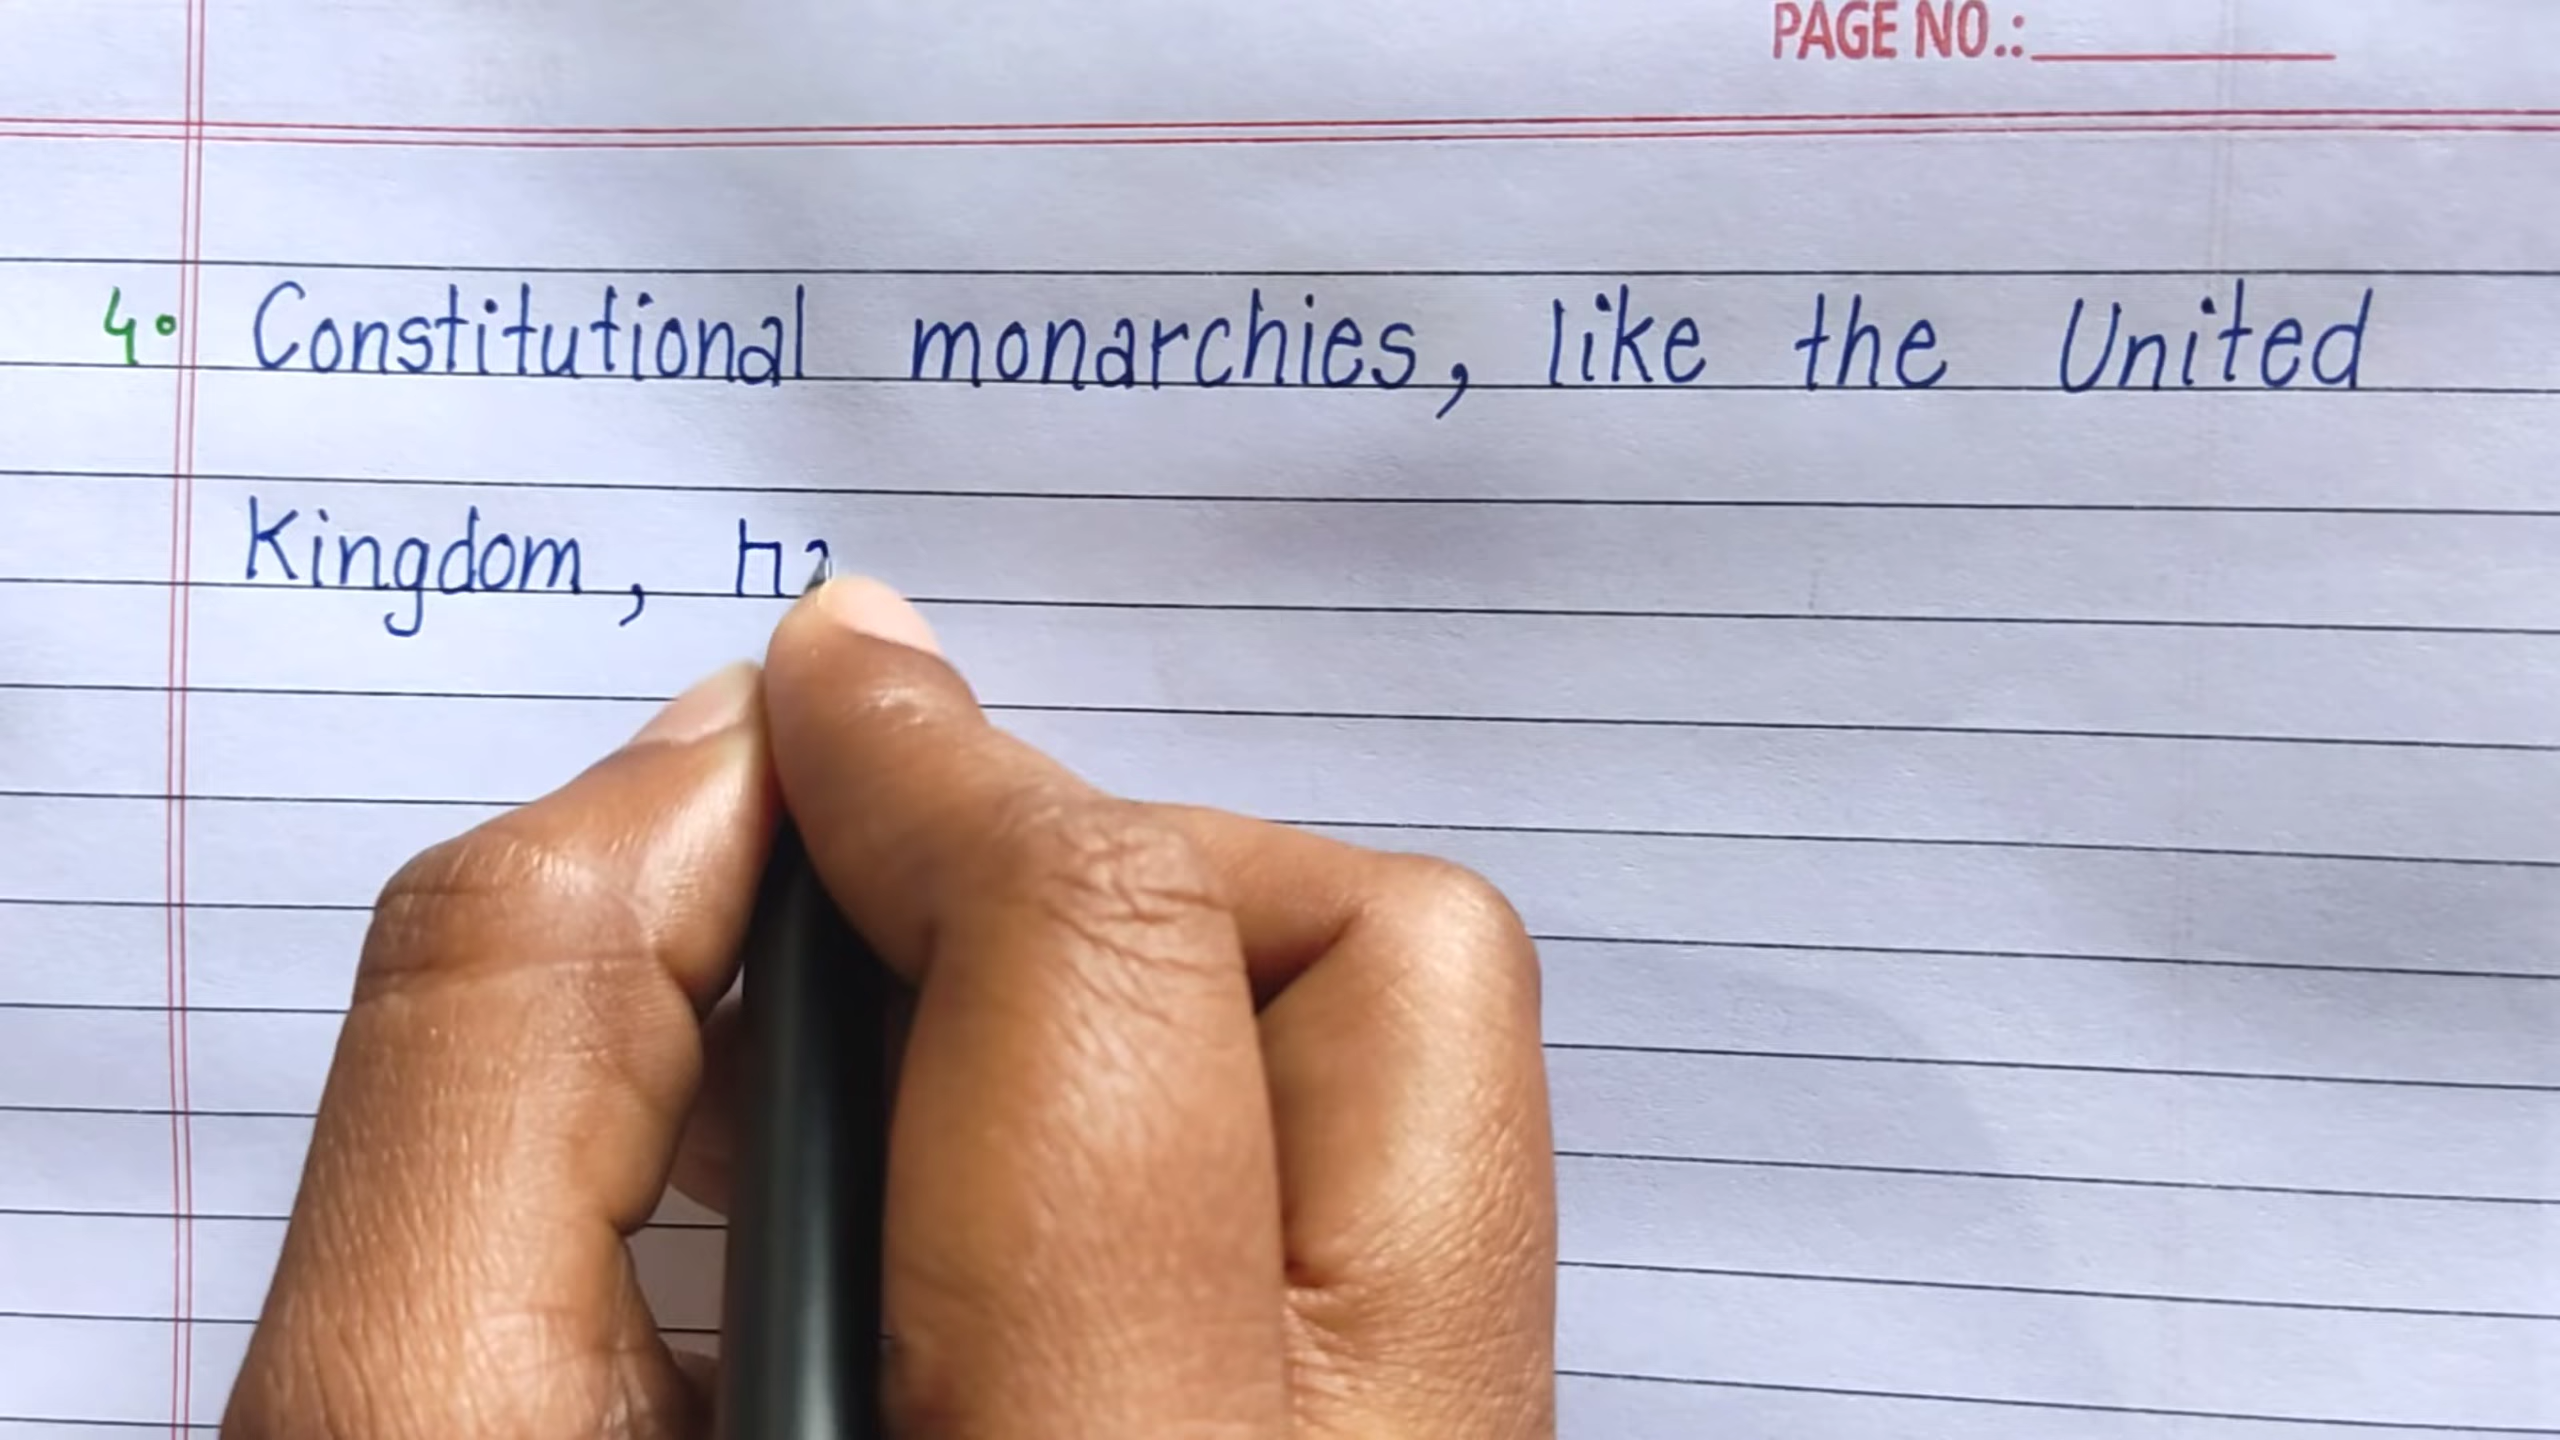 PAGE NO.:
4. Constitutional monarchies, like the United
Kingdom, h